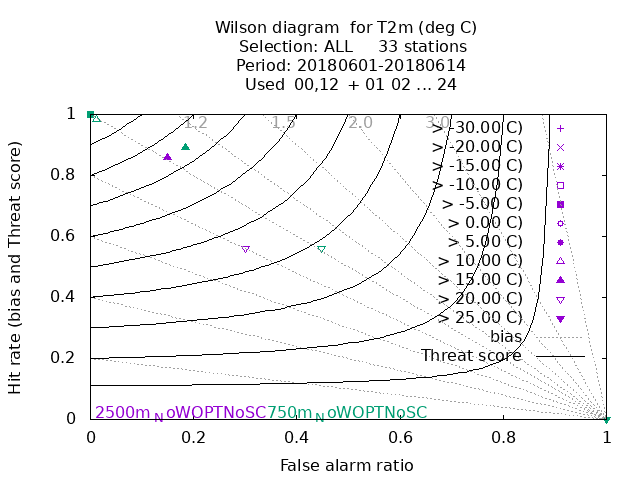 Wilson diagram for T2m (deg C)
Selection: ALL 33 stations
Period: 20180601-20180614
Used 00,12 + 01 02 ... 24
Hit rate (bias and Threat score)
1
0.8
0.6
0.4
0.2
0
1.2
1.5
2.0
3.0
> -30.00 C)
> -20.00 C)
> -15.00 C)
> -10.00 C)
> -5.00 C)
> 0.00 C)
> 5.00 C)
> 10.00 C)
> 15.00 C)
> 20.00 C)
> 25.00 C)
bias
Threat score
2500mNoWOPTNoSC 750mNoWOPTNoSC
0 0.2 0.4 0.6 0.8 1
False alarm ratio